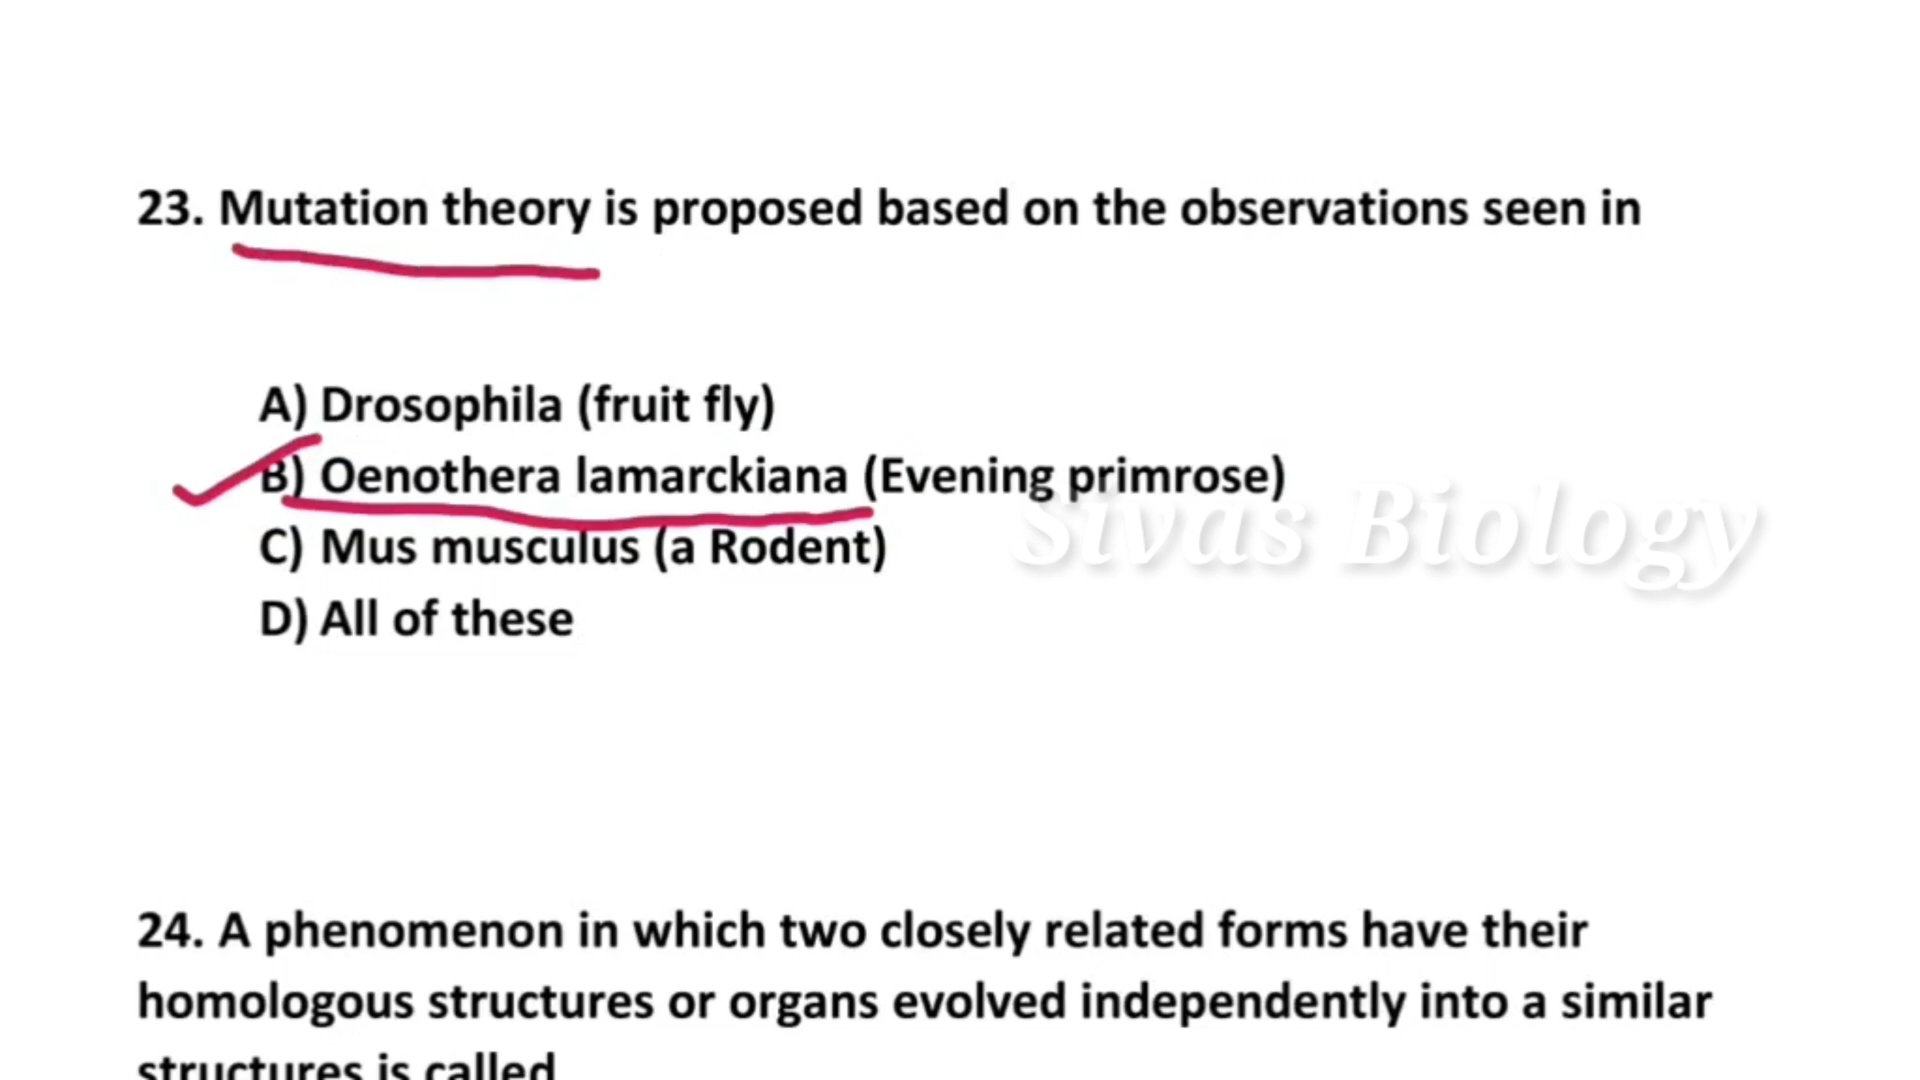 23. Mutation theory is proposed based on the observations seen in
A) Drosophila (fruit fly)
B) Oenothera lamarckiana (Evening primrose)
C) Mus musculus (a Rodent)
Sivas Biology
D) All of these
24. A phenomenon in which two closely related forms have their
homologous structures or organs evolved independently into a similar
structures is called